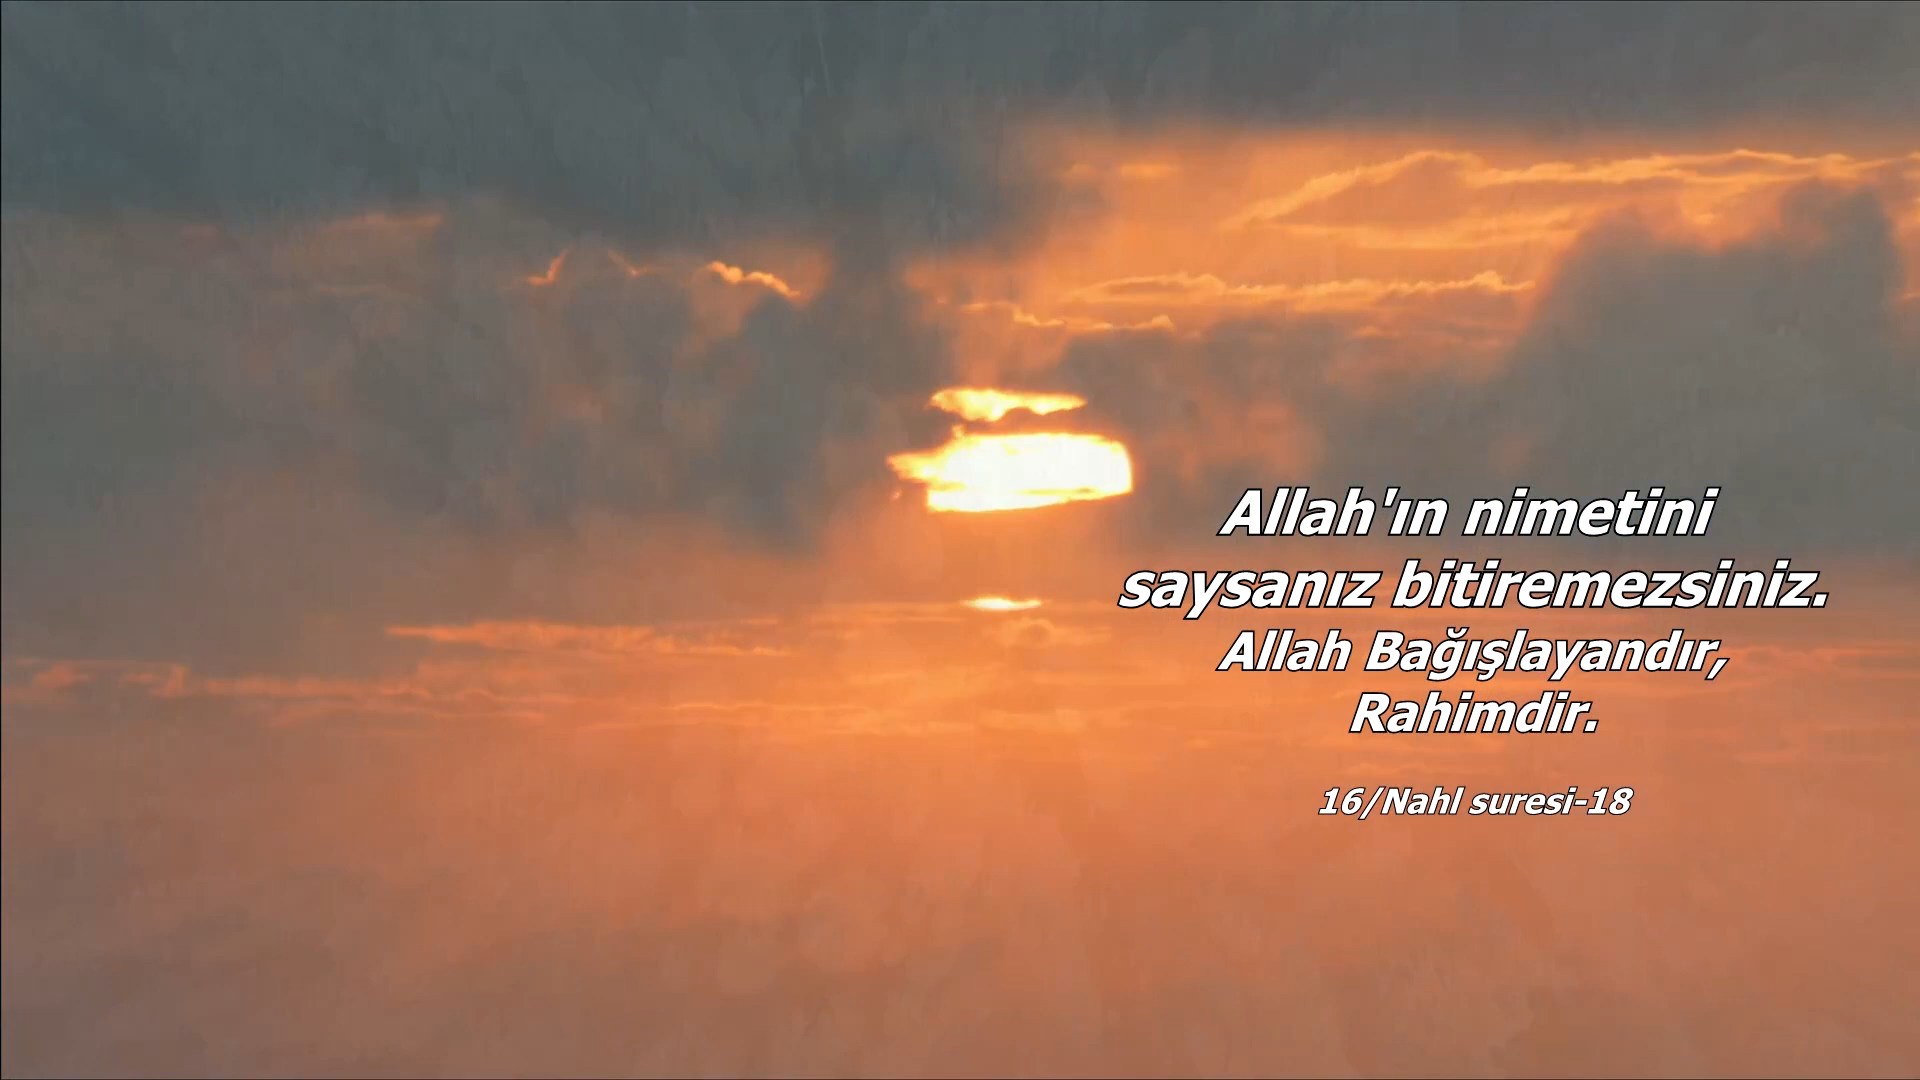 Allah'ın nimetini
saysanız bitiremezsiniz.
Allah Bağışlayandır,
Rahimdir.
16/Nahl suresi-18